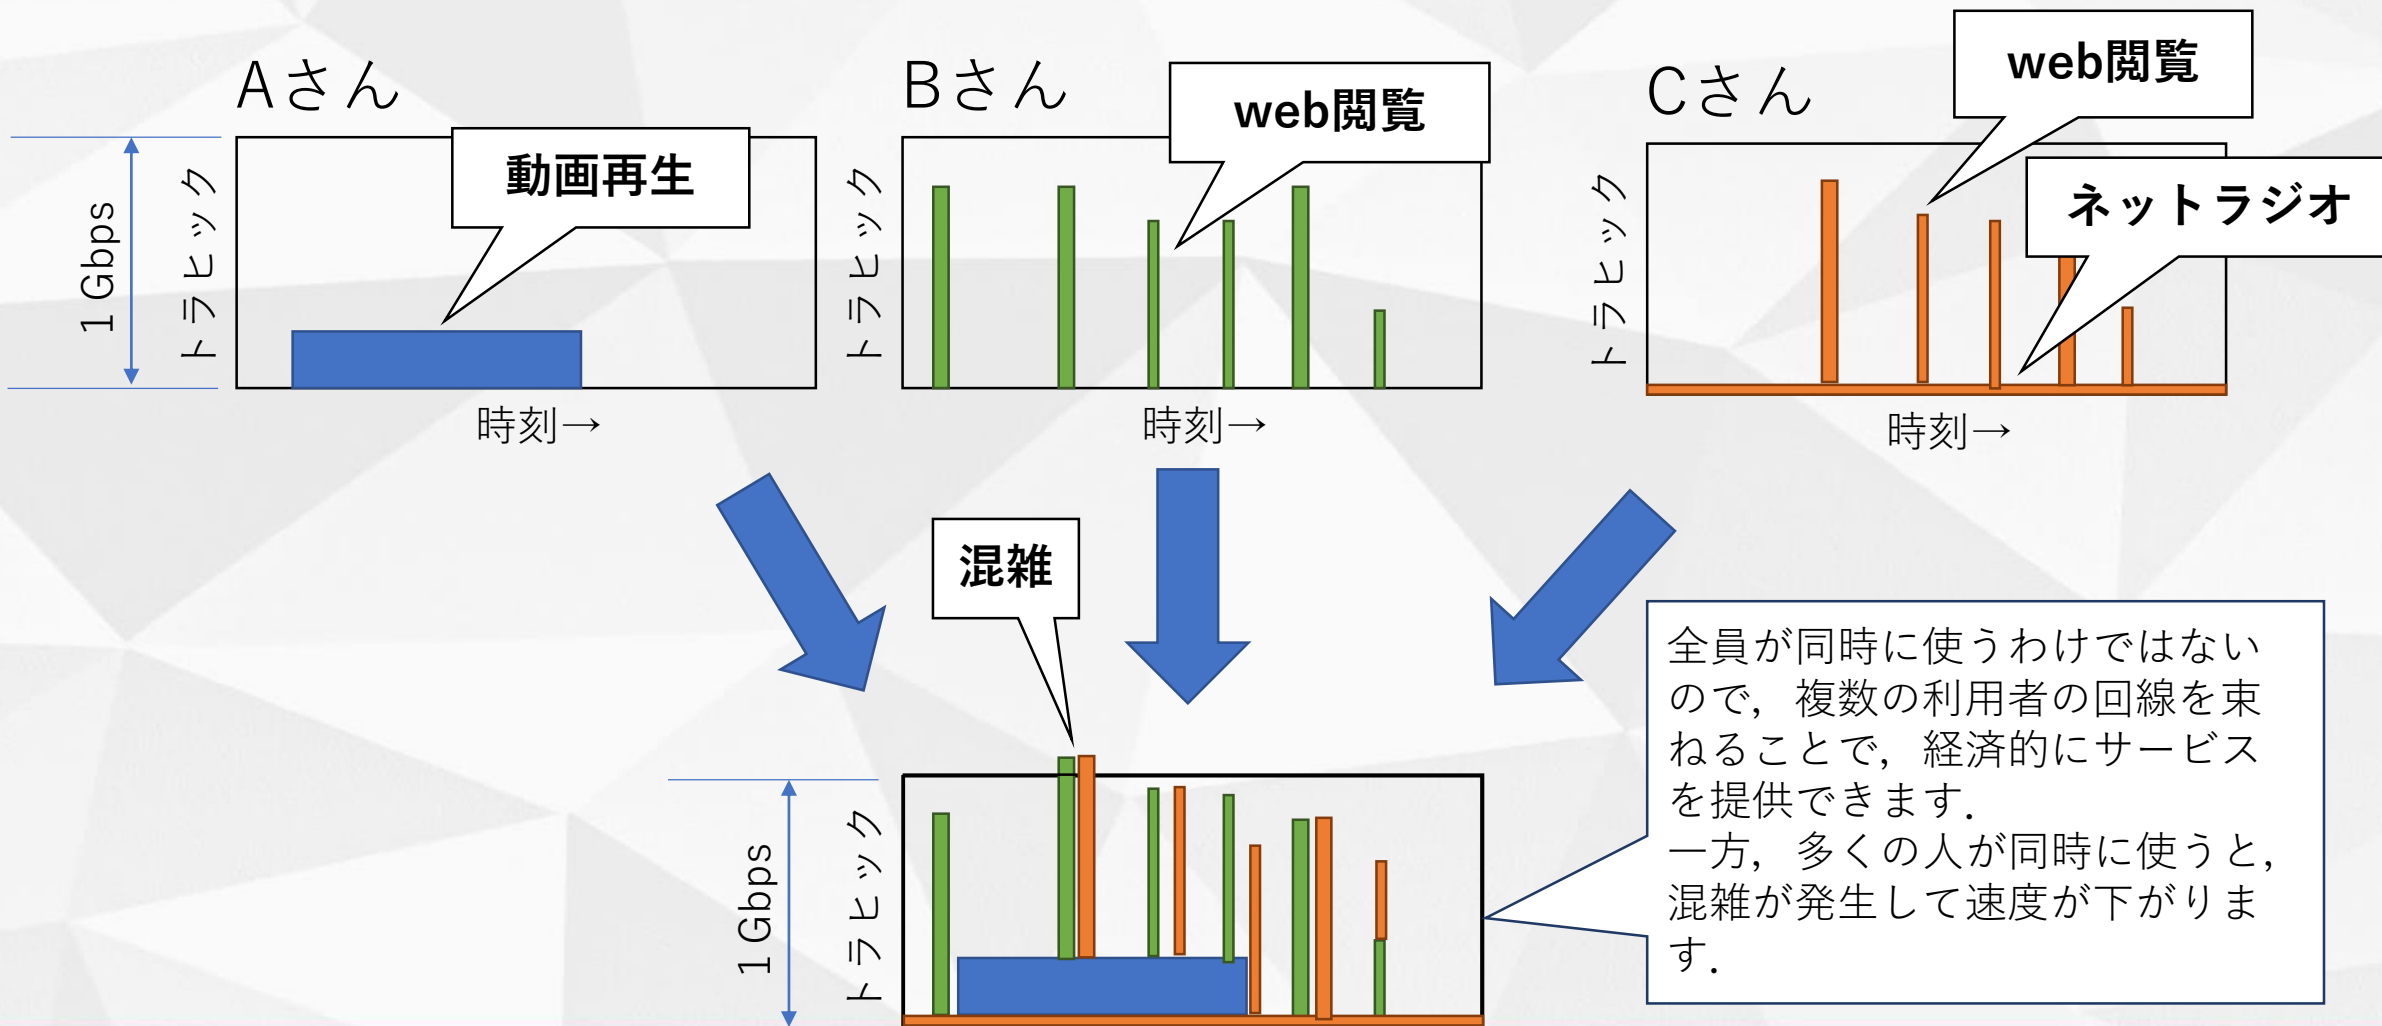 Aさん
Bさん
Cさん
動画再生
web閲覧
web閲覧
ネットラジオ
1 Gbps
トラヒック
トラヒック
トラヒック
時刻→
時刻→
時刻→
混雑
全員が同時に使うわけではない
ので，複数の利用者の回線を束
ねることで，経済的にサービス
を提供できます．
一方，多くの人が同時に使うと，
混雑が発生して速度が下がりま
す．
1 Gbps
トラヒック